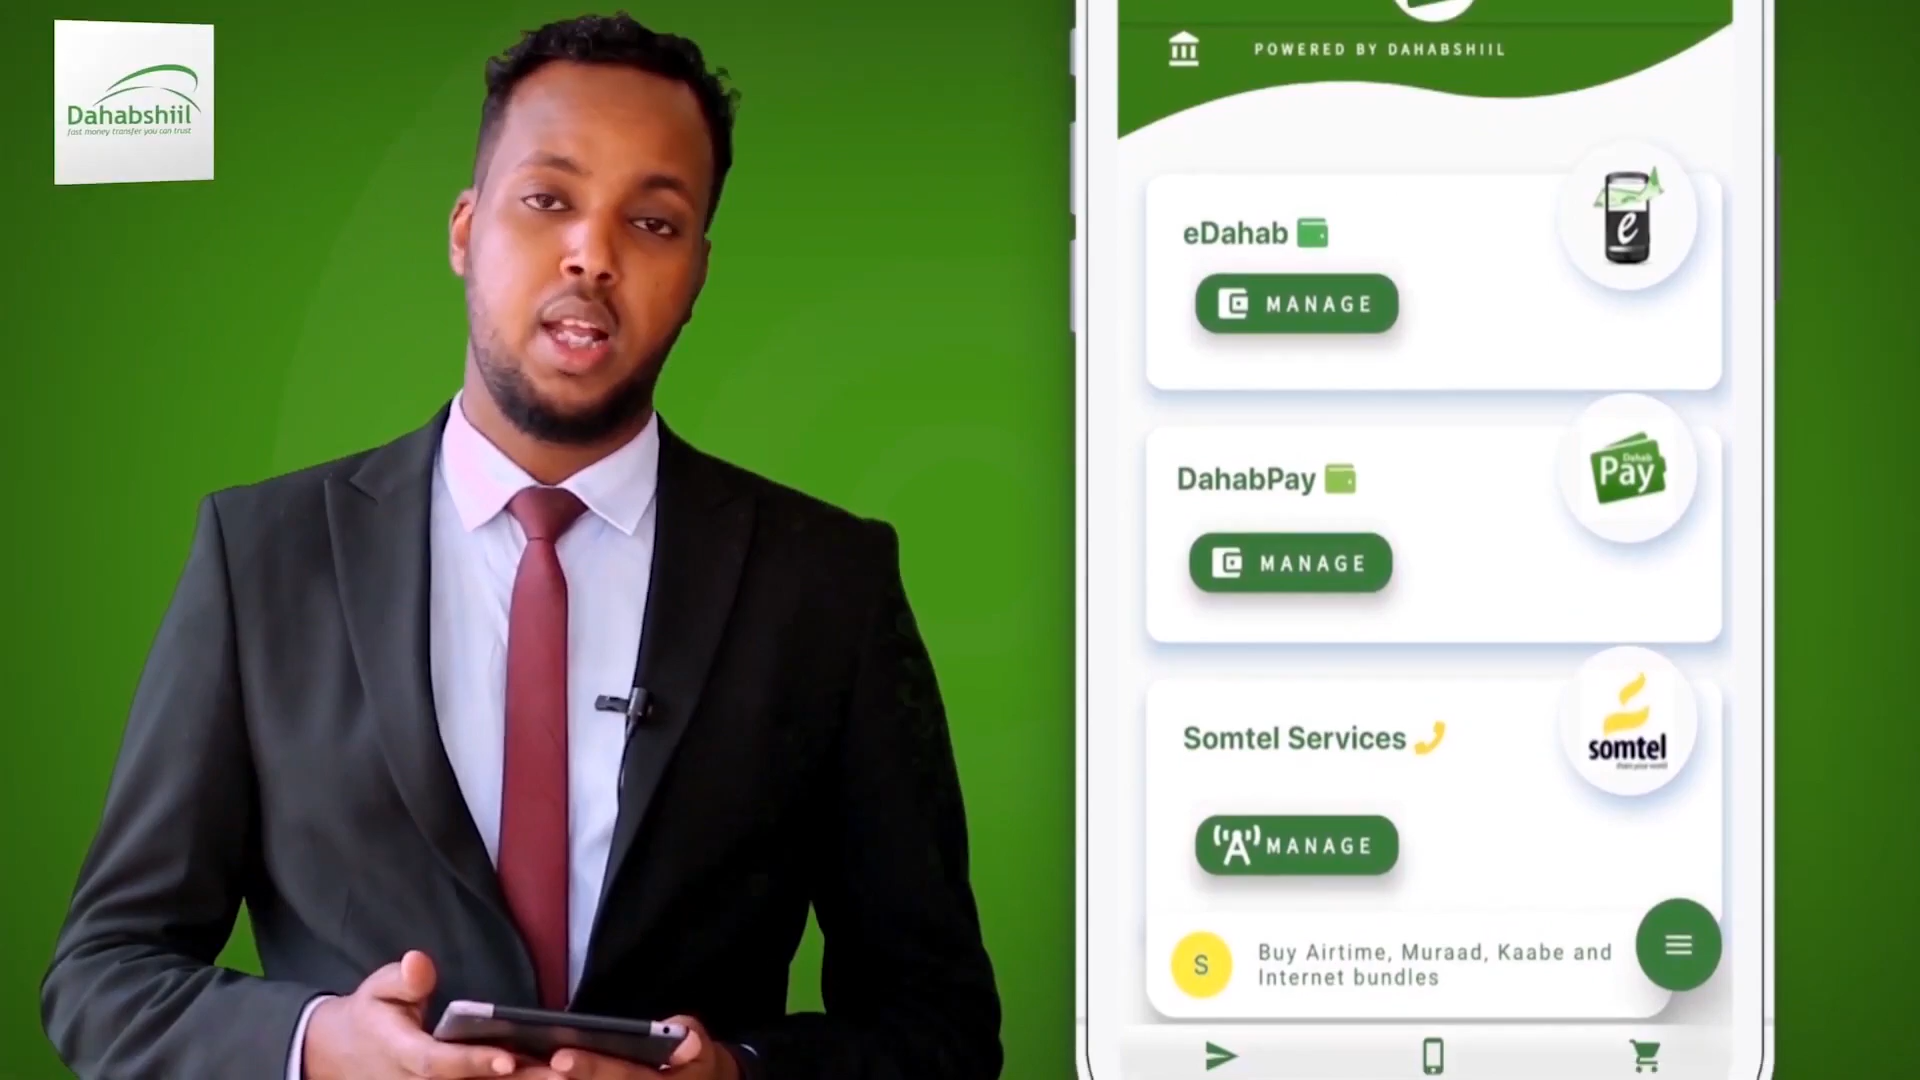 Dahabshiil
fast money transfer you can trust
POWERED BY DAHABSHIIL
eDahab
e
MANAGE
DahabPay
Dahab
Pay
MANAGE
Somtel Services
somtel
MANAGE
S
Buy Airtime, Muraad, Kaabe and
Internet bundles